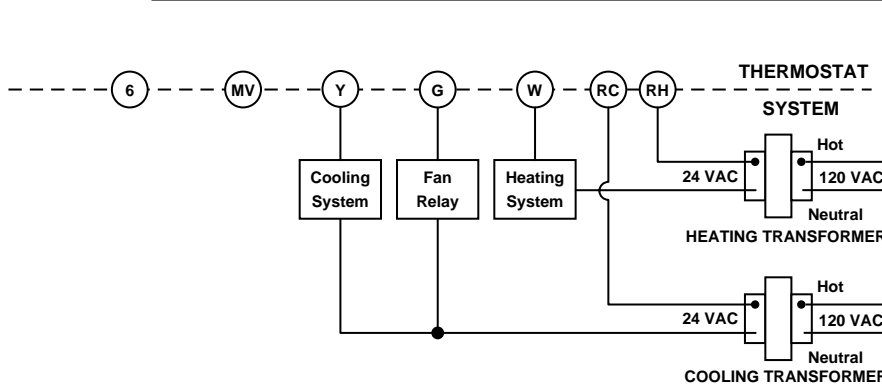 THERMOSTAT
6 MV Y G W RC RH
SYSTEM
Hot
Cooling
System
Fan
Relay
Heating
System
24 VAC
120 VAC
Neutral
HEATING TRANSFORMER
Hot
24 VAC
120 VAC
Neutral
COOLING TRANSFORMER